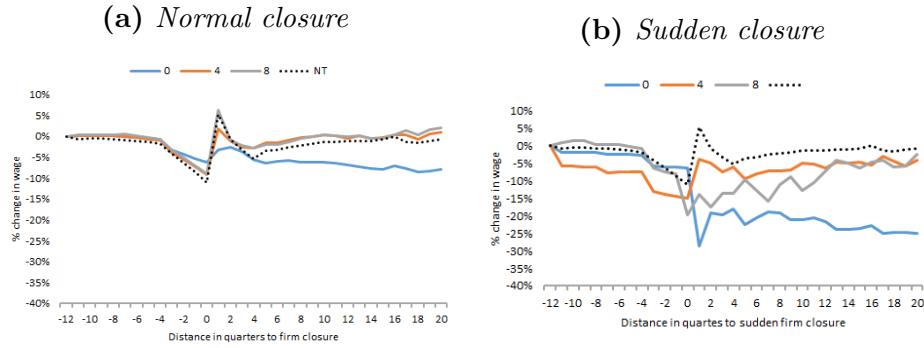 (a) Normal closure
0 4 8 NT
10%
5%
0%
-5%
-10%
-15%
-20%
-25%
-30%
-35%
-40%
% change in wage
-12 -10 -8 -6 -4 -2 0 2 4 6 8 10 12 14 16 18 20
Distance in quarters to firm closure
(b) Sudden closure
0 4 8
10%
5%
0%
-5%
-10%
-15%
-20%
-25%
-30%
-35%
-40%
% change in wage
-12 -10 -8 -6 -4 -2 0 2 4 6 8 10 12 14 16 18 20
Distance in quartes to sudden firm closure